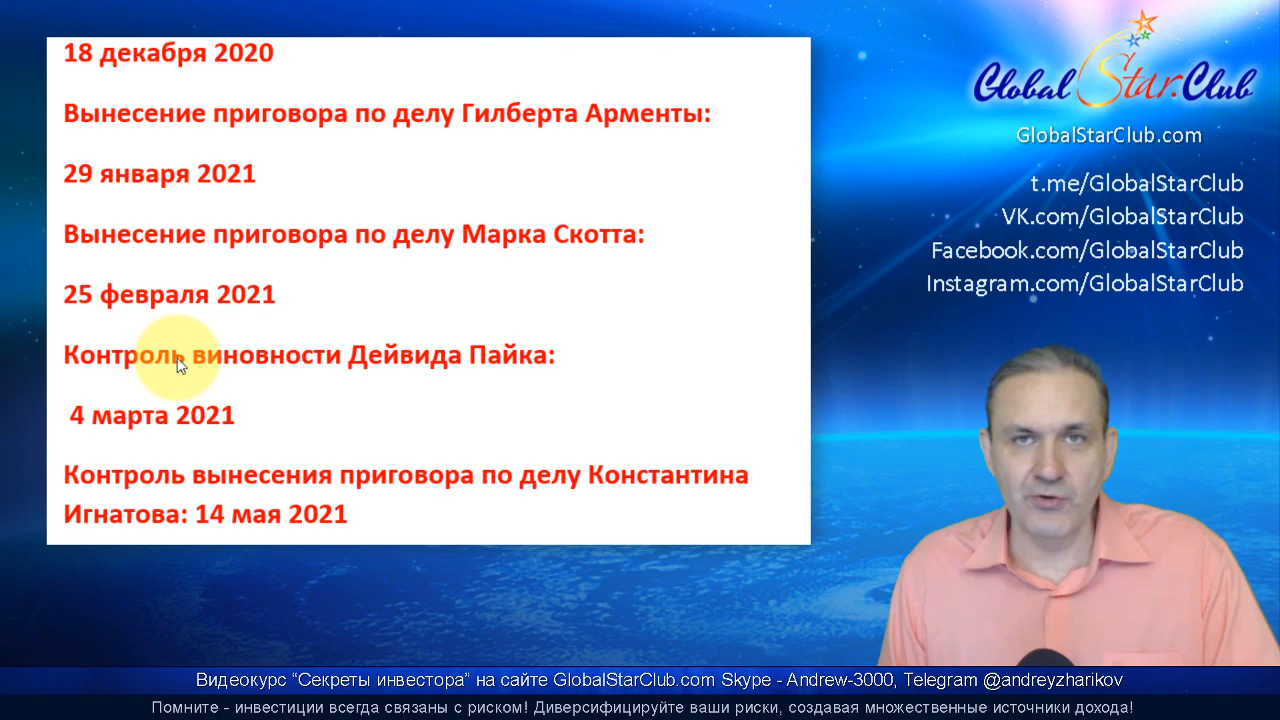 18 декабря 2020
Вынесение приговора по делу Гилберта Арменты:
29 января 2021
Вынесение приговора по делу Марка Скотта:
25 февраля 2021
Контроль виновности Дейвида Пайка:
4 марта 2021
Контроль вынесения приговора по делу Константина
Игнатова: 14 мая 2021
Global Star.Club
GlobalStarClub.com
t.me/GlobalStarClub
VK.com/GlobalStarClub
Facebook.com/GlobalStarClub
Instagram.com/GlobalStarClub
Видеокурс “Секреты инвестора” на сайте GlobalStarClub.com Skype - Andrew-3000, Telegram @andreyzharikov
Помните - инвестиции всегда связаны с риском! Диверсифицируйте ваши риски, создавая множественные источники дохода!